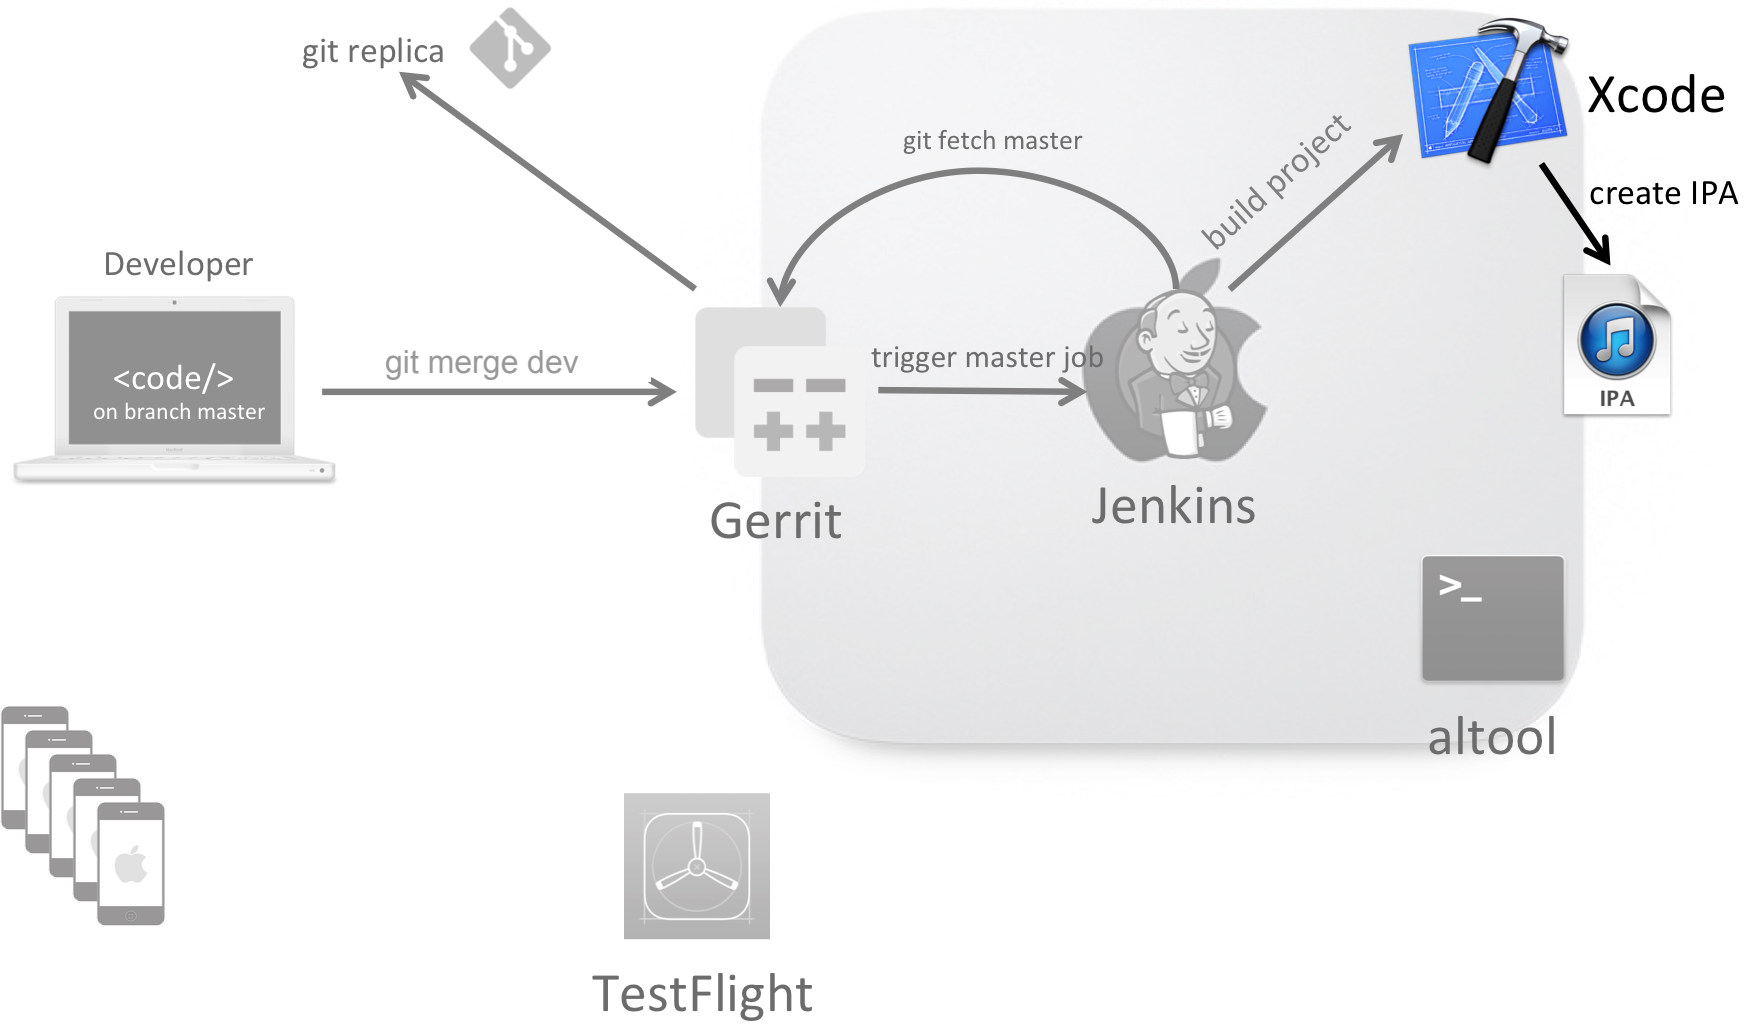 git replica
Xcode
git fetch master
build project
create IPA
Developer
<code/>
on branch master
git merge dev
trigger master job
IPA
Gerrit
Jenkins
>_
altool
TestFlight